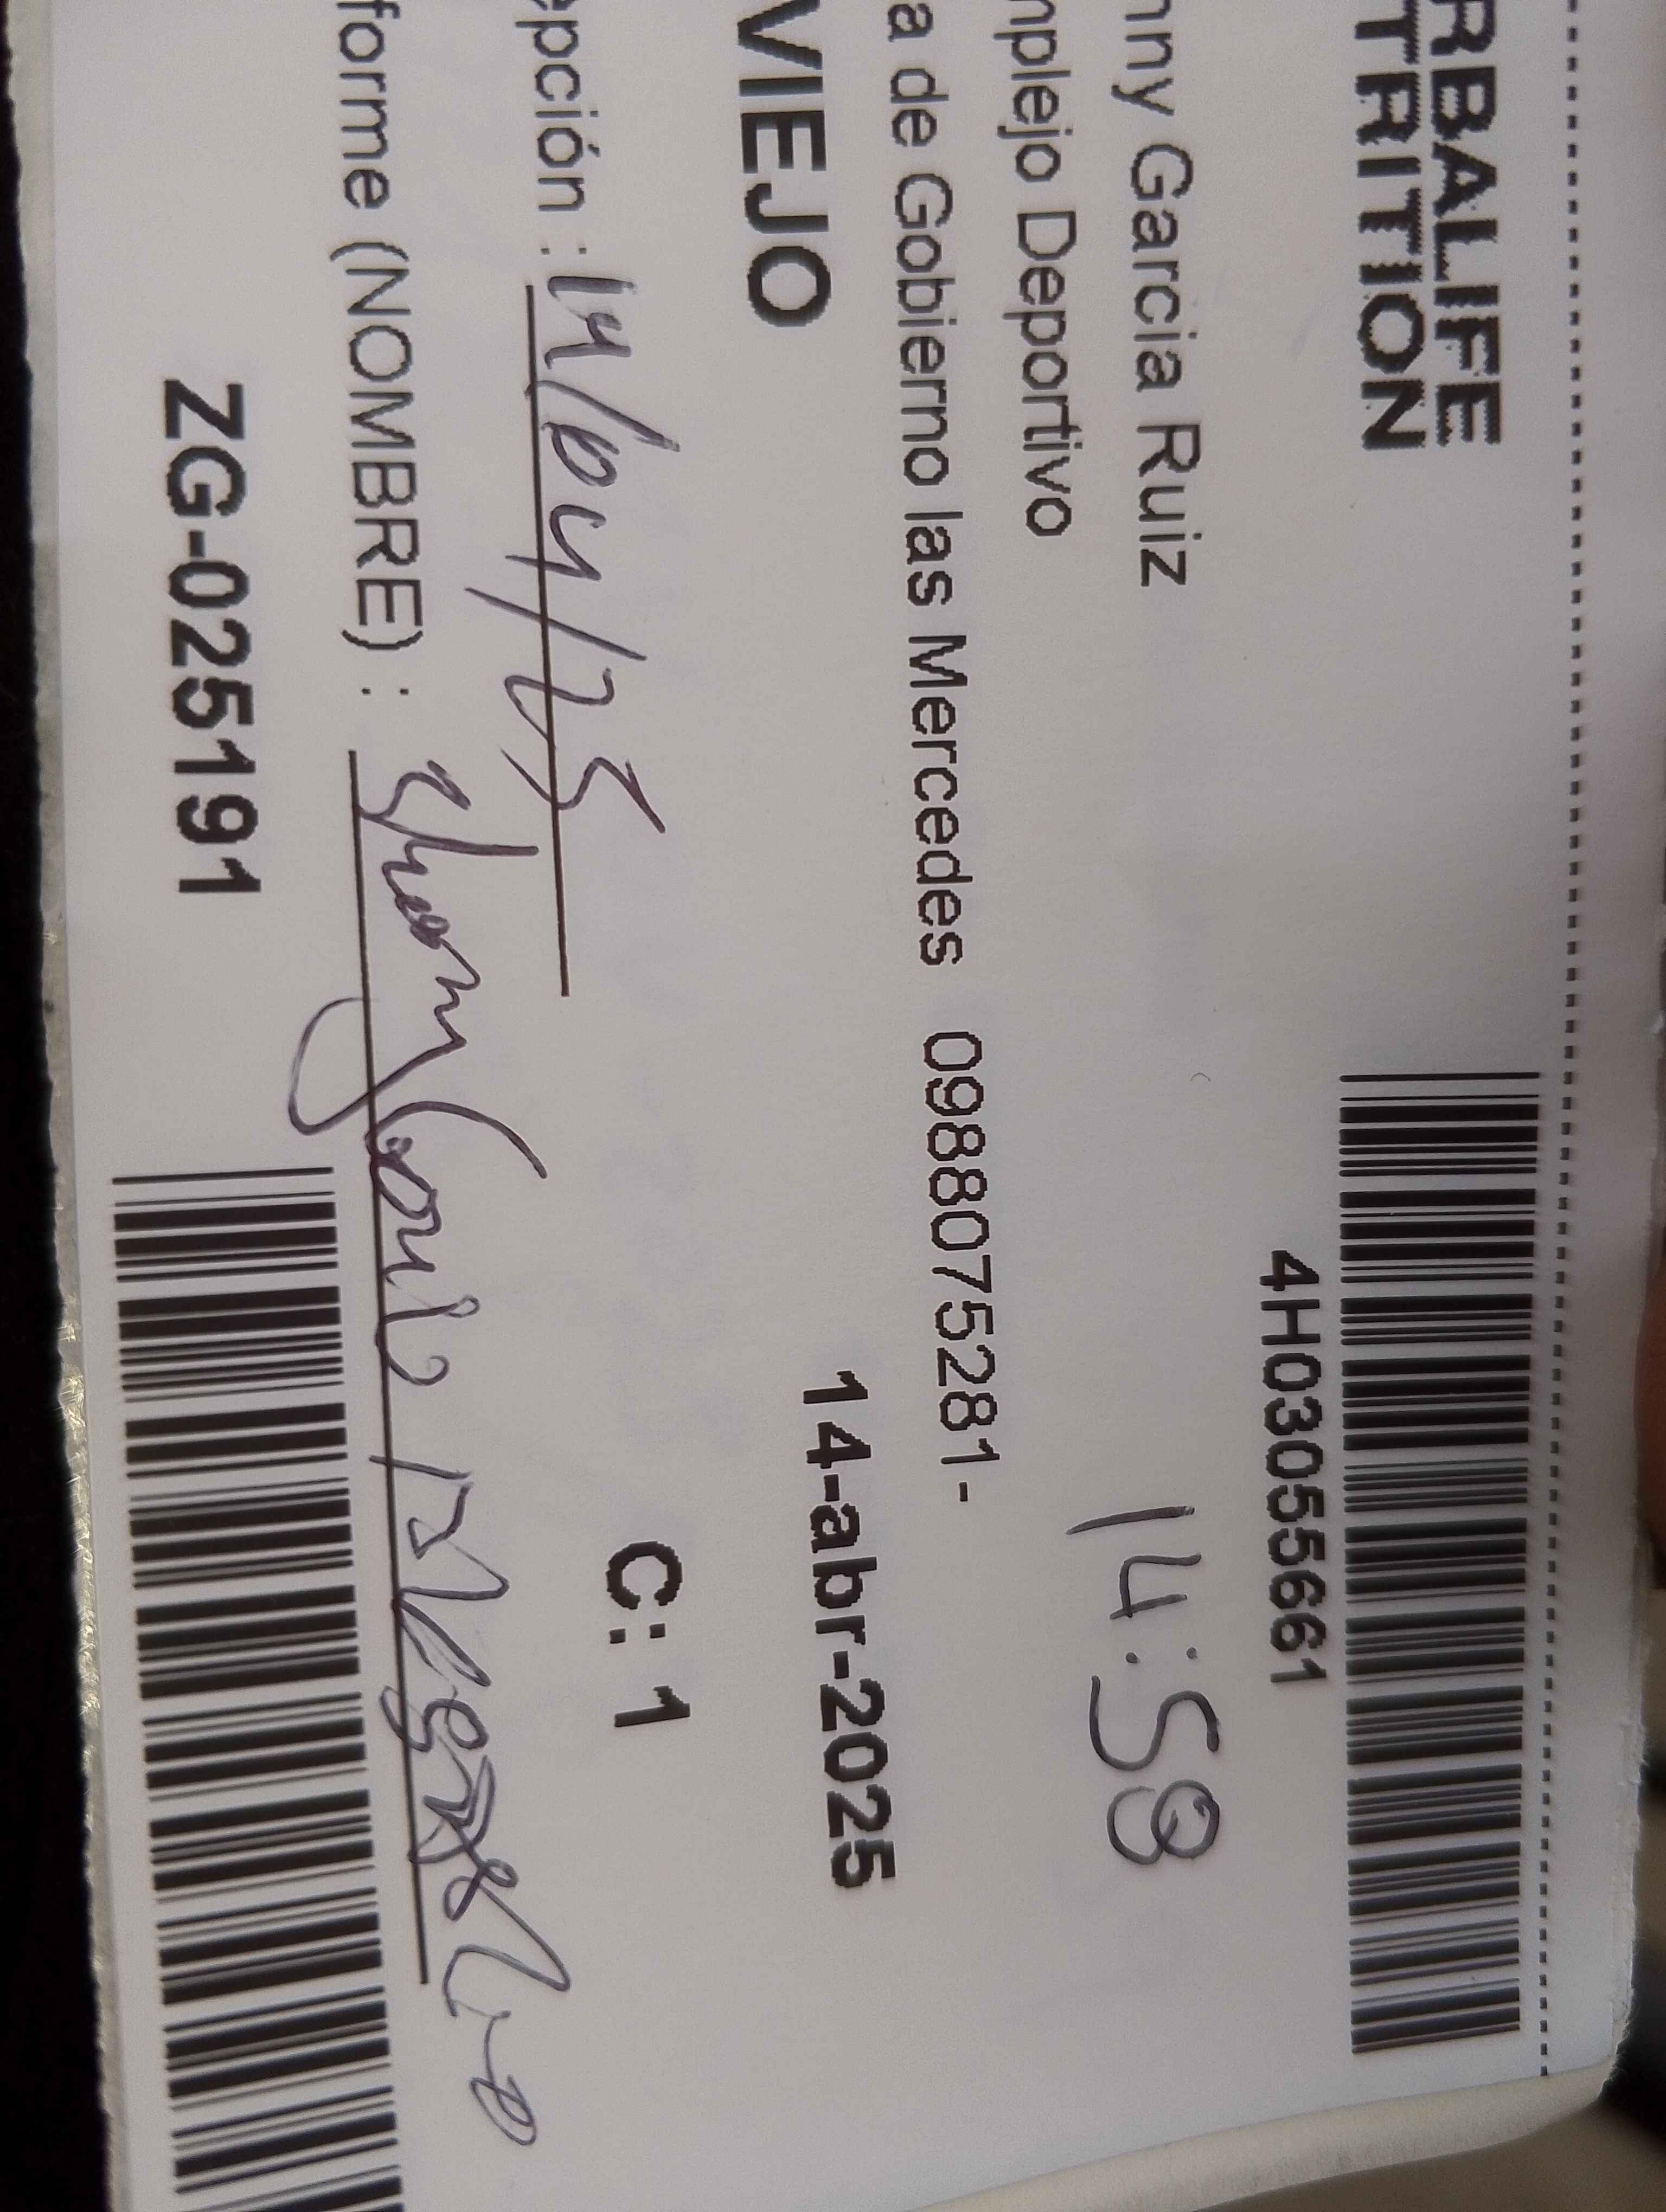 RBALIFE
TRITION
4H03055661
nny Garcia Ruiz
14:58
nplejo Deportivo
a de Gobierno las Mercedes 0988075281-
VIEJO
14-abr-2025
epción : 14/04/25
C: 1
forme (NOMBRE) :
ZG-025191